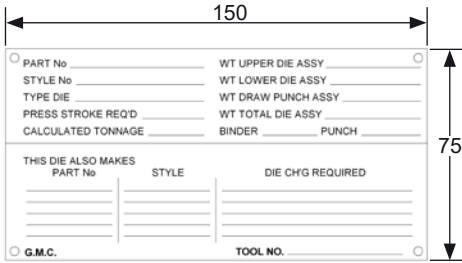 150
PART No WT UPPER DIE ASSY
STYLE No WT LOWER DIE ASSY
TYPE DIE WT DRAW PUNCH ASSY
PRESS STROKE REQ'D WT TOTAL DIE ASSY
CALCULATED TONNAGE BINDER PUNCH
75
THIS DIE ALSO MAKES
PART No STYLE DIE CH'G REQUIRED
G.M.C. TOOL NO.